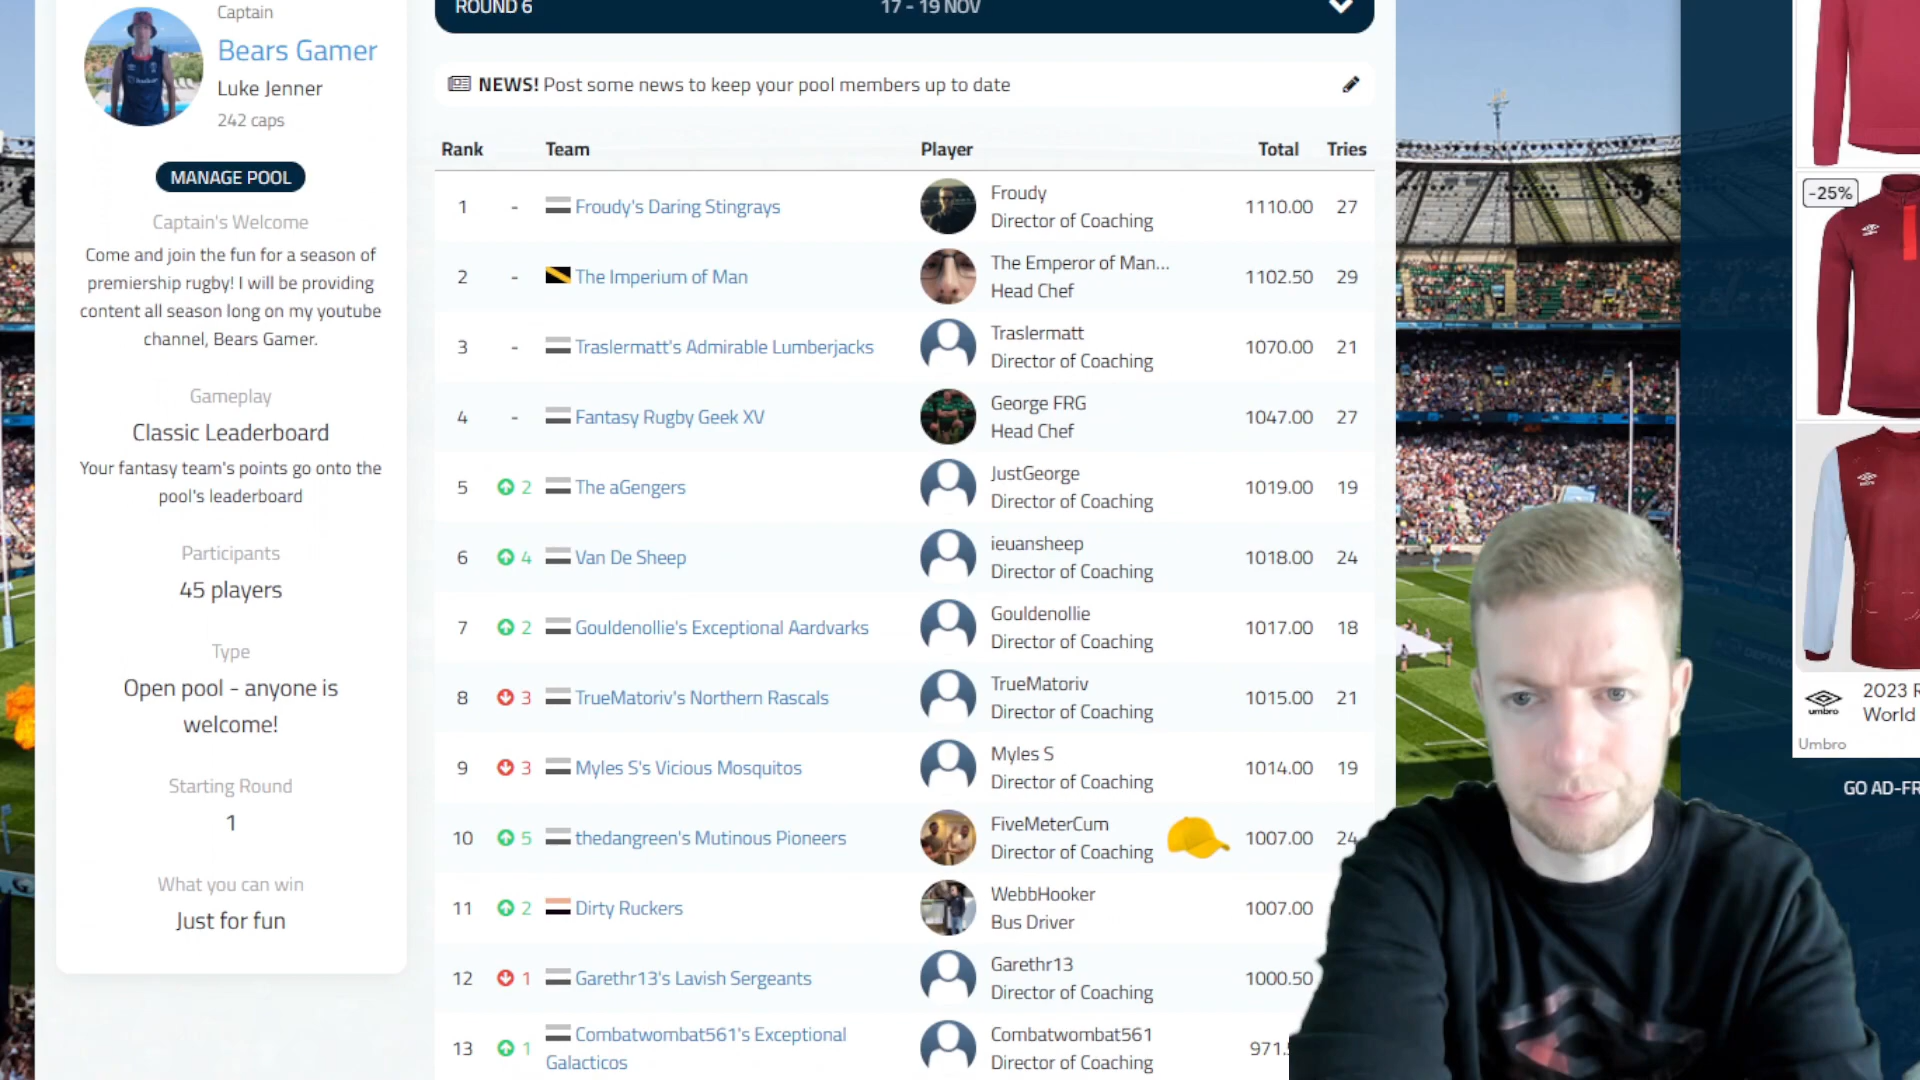 Captain
Bears Gamer
Luke Jenner
242 caps
MANAGE POOL
Captain's Welcome
Come and join the fun for a season of
premiership rugby! I will be providing
content all season long on my youtube
channel, Bears Gamer.
Gameplay
Classic Leaderboard
Your fantasy team's points go onto the
pool's leaderboard
Participants
45 players
Type
Open pool - anyone is
welcome!
Starting Round
1
What you can win
Just for fun
ROUND 6 17 - 19 NOV
NEWS! Post some news to keep your pool members up to date
Rank Team Player Total Tries
1 - Froudy's Daring Stingrays Froudy 1110.00 27
Director of Coaching
2 - The Imperium of Man The Emperor of Man... 1102.50 29
Head Chef
3 - Traslermatt's Admirable Lumberjacks Traslermatt 1070.00 21
Director of Coaching
4 - Fantasy Rugby Geek XV George FRG 1047.00 27
Head Chef
5 2 The aGengers JustGeorge 1019.00 19
Director of Coaching
6 4 Van De Sheep ieuansheep 1018.00 24
Director of Coaching
7 2 Gouldenollie's Exceptional Aardvarks Gouldenollie 1017.00 18
Director of Coaching
8 3 TrueMatoriv's Northern Rascals TrueMatoriv 1015.00 21
Director of Coaching
9 3 Myles S's Vicious Mosquitos Myles S 1014.00 19
Director of Coaching
10 5 thedangreen's Mutinous Pioneers FiveMeterCum 1007.00 24
Director of Coaching
11 2 Dirty Ruckers WebbHooker 1007.00
Bus Driver
12 1 Garethr13's Lavish Sergeants Garethr13 1000.50
Director of Coaching
13 1 Combatwombat561's Exceptional Combatwombat561 971.
Galacticos Director of Coaching
-25%
umbro
2023 R
World
Umbro
GO AD-FR